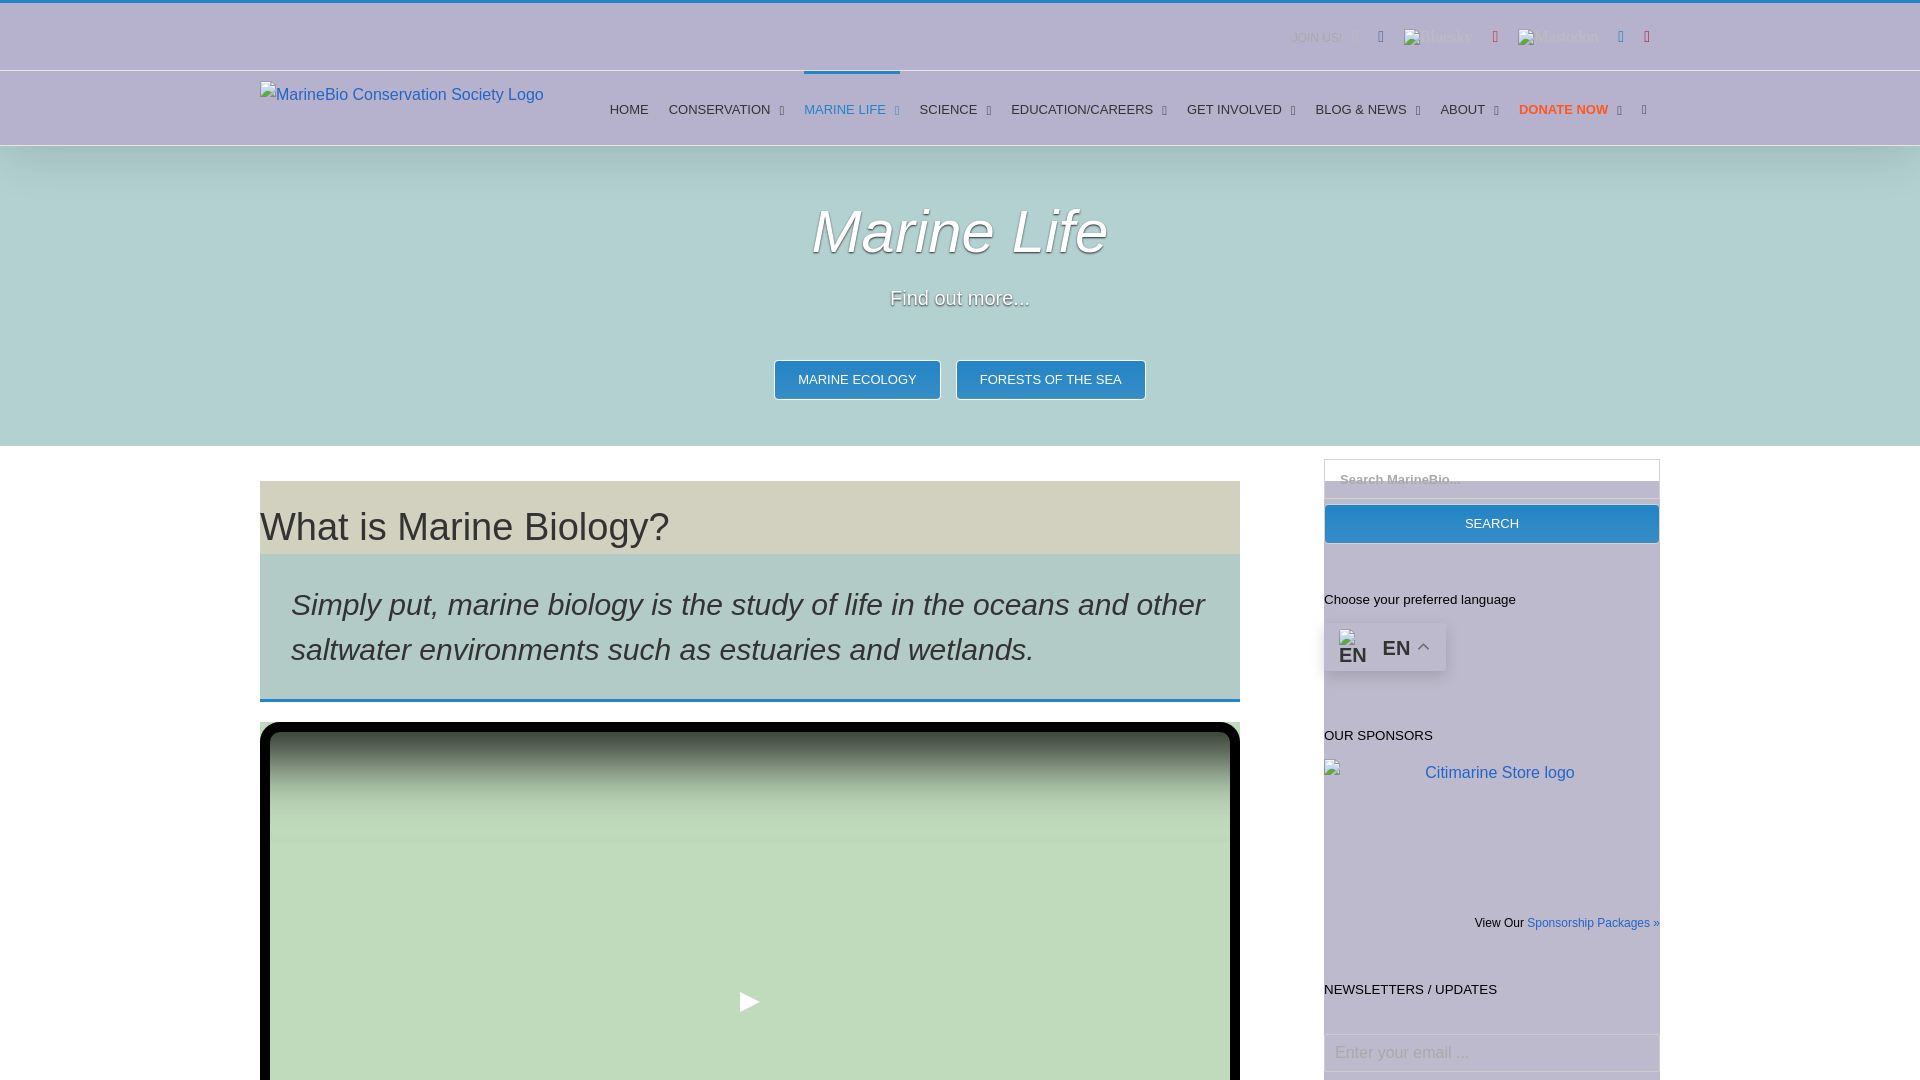 JOIN US!
Bluesky
Mastodon
MarineBio Conservation Society Logo
HOME CONSERVATION MARINE LIFE SCIENCE EDUCATION/CAREERS GET INVOLVED BLOG & NEWS ABOUT DONATE NOW
Marine Life
Find out more...
MARINE ECOLOGY FORESTS OF THE SEA
What is Marine Biology?
Simply put, marine biology is the study of life in the oceans and other
saltwater environments such as estuaries and wetlands.
Search MarineBio...
SEARCH
Choose your preferred language
EN EN
OUR SPONSORS
Citimarine Store logo
View Our Sponsorship Packages »
NEWSLETTERS / UPDATES
Enter your email ...